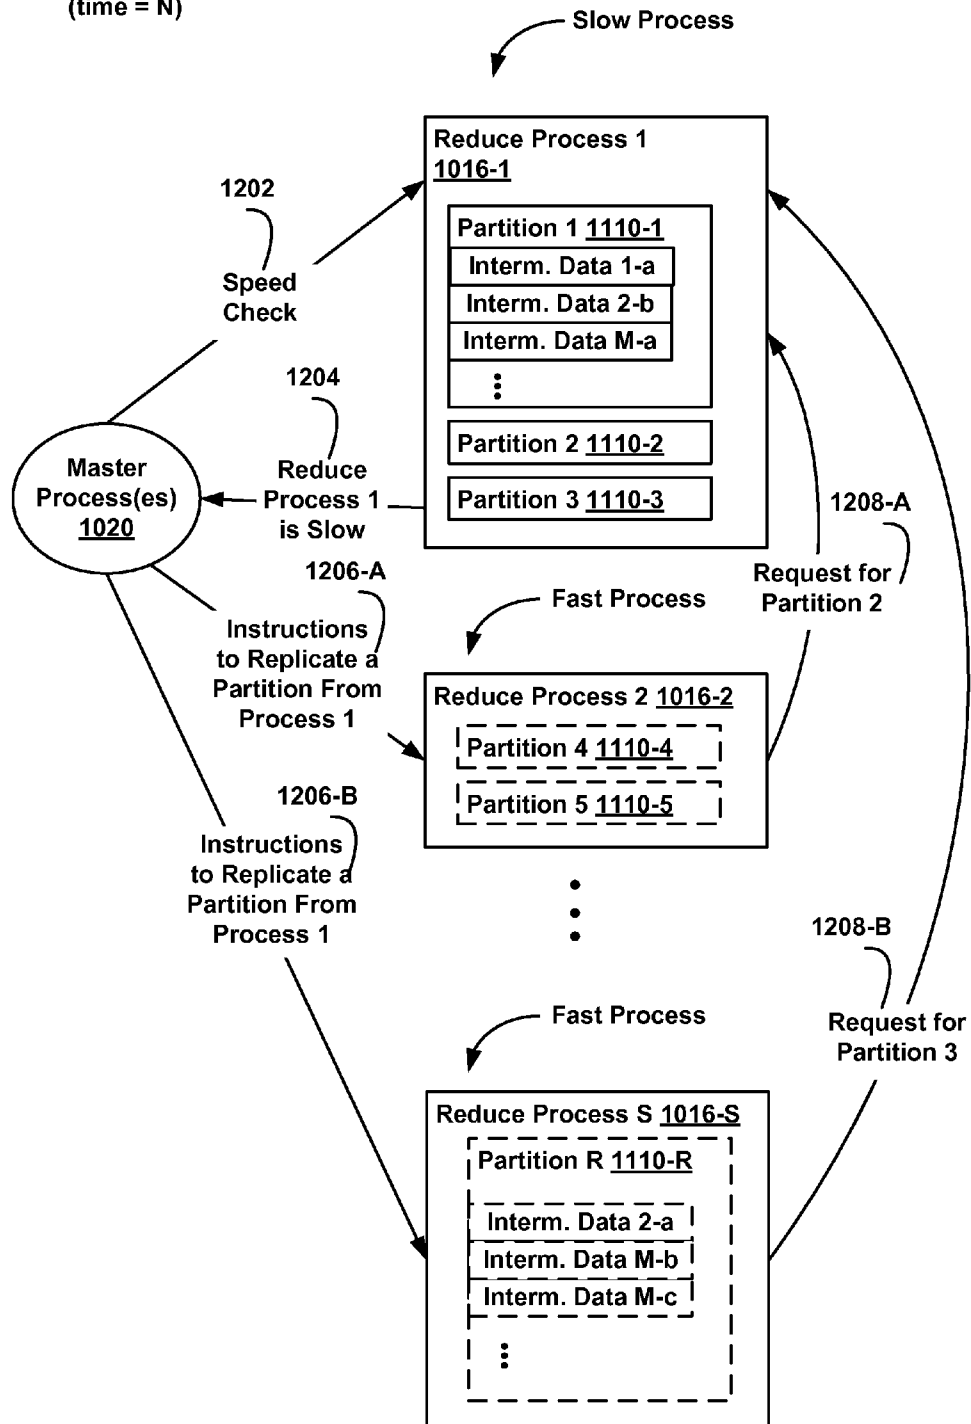 (time = N)
Slow Process
Reduce Process 1
1016-1
1202
Partition 1 1110-1
Interm. Data 1-a
Speed
Check
Interm. Data 2-b
Interm. Data M-a
1204
Master
Process(es)
1020
Reduce
Process 1
is Slow
Partition 2 1110-2
Partition 3 1110-3
1208-A
Request for
Partition 2
1206-A
Fast Process
Instructions
to Replicate a
Partition From
Process 1
Reduce Process 2 1016-2
Partition 4 1110-4
Partition 5 1110-5
1206-B
Instructions
to Replicate a
Partition From
Process 1
1208-B
Fast Process
Request for
Partition 3
Reduce Process S 1016-S
Partition R 1110-R
Interm. Data 2-a
Interm. Data M-b
Interm. Data M-c